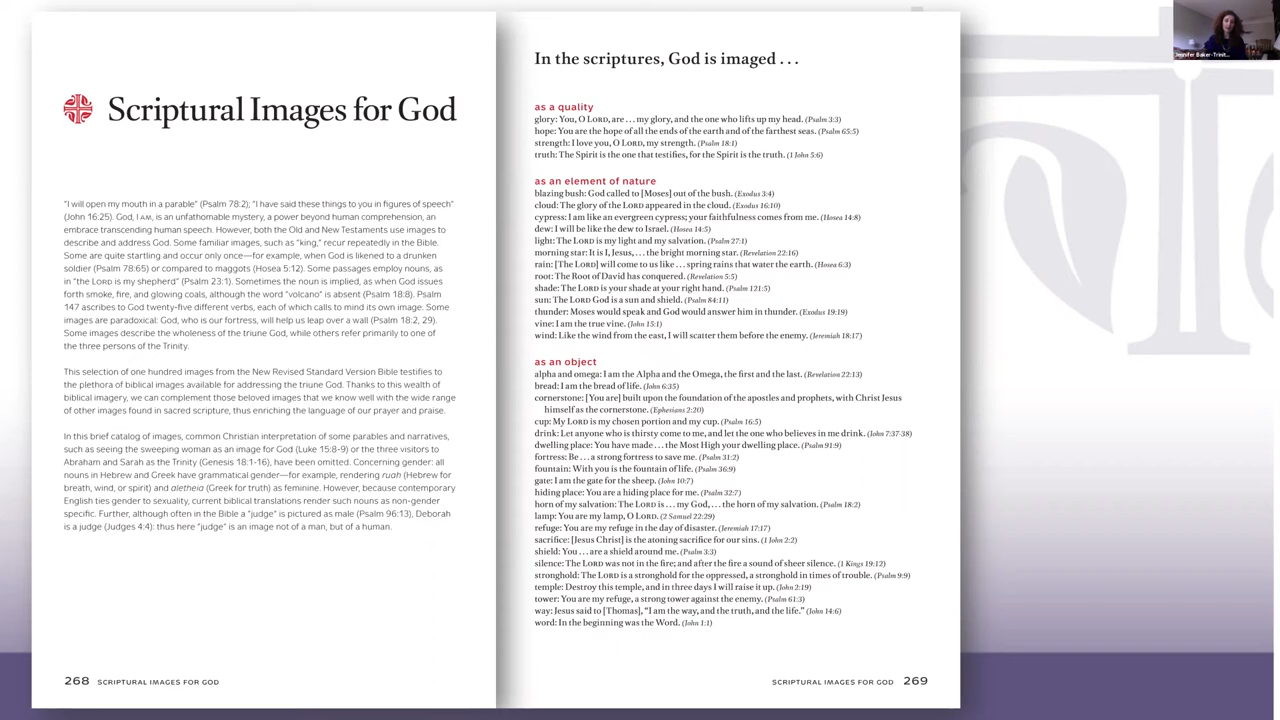 Scriptural Images for God
"I will open my mouth in a parable" (Psalm 78:2); "I have said these things to you in figures of speech"
(John 16:25). God, I AM, is an unfathomable mystery, a power beyond human comprehension, an
embrace transcending human speech. However, both the Old and New Testaments use images to
describe and address God. Some familiar images, such as "king," recur repeatedly in the Bible.
Some are quite startling and occur only once—for example, when God is likened to a drunken
soldier (Psalm 78:65) or compared to maggots (Hosea 5:12). Some passages employ nouns, as
in "the LORD is my shepherd" (Psalm 23:1). Sometimes the noun is implied, as when God issues
forth smoke, fire, and glowing coals, although the word "volcano" is absent (Psalm 18:8). Psalm
147 ascribes to God twenty-five different verbs, each of which calls to mind its own image. Some
images are paradoxical: God, who is our fortress, will help us leap over a wall (Psalm 18:2, 29).
Some images describe the wholeness of the triune God, while others refer primarily to one of
the three persons of the Trinity.
This selection of one hundred images from the New Revised Standard Version Bible testifies to
the plethora of biblical images available for addressing the triune God. Thanks to this wealth of
biblical imagery, we can complement those beloved images that we know well with the wide range
of other images found in sacred scripture, thus enriching the language of our prayer and praise.
In this brief catalog of images, common Christian interpretation of some parables and narratives,
such as seeing the sweeping woman as an image for God (Luke 15:8-9) or the three visitors to
Abraham and Sarah as the Trinity (Genesis 18:1-16), have been omitted. Concerning gender: all
nouns in Hebrew and Greek have grammatical gender—for example, rendering ruah (Hebrew for
breath, wind, or spirit) and aletheia (Greek for truth) as feminine. However, because contemporary
English ties gender to sexuality, current biblical translations render such nouns as non-gender
specific. Further, although often in the Bible a "judge" is pictured as male (Psalm 96:13), Deborah
is a judge (Judges 4:4): thus here "judge" is an image not of a man, but of a human.
268 SCRIPTURAL IMAGES FOR GOD
In the scriptures, God is imaged . . .
as a quality
glory: You, O LORD, are . . . my glory, and the one who lifts up my head. (Psalm 3:3)
hope: You are the hope of all the ends of the earth and of the farthest seas. (Psalm 65:5)
strength: I love you, O LORD, my strength. (Psalm 18:1)
truth: The Spirit is the one that testifies, for the Spirit is the truth. (1 John 5:6)
as an element of nature
blazing bush: God called to [Moses] out of the bush. (Exodus 3:4)
cloud: The glory of the LORD appeared in the cloud. (Exodus 16:10)
cypress: I am like an evergreen cypress; your faithfulness comes from me. (Hosea 14:8)
dew: I will be like the dew to Israel. (Hosea 14:5)
light: The LORD is my light and my salvation. (Psalm 27:1)
morning star: It is I, Jesus, . . . the bright morning star. (Revelation 22:16)
rain: [The LORD] will come to us like . . . spring rains that water the earth. (Hosea 6:3)
root: The Root of David has conquered. (Revelation 5:5)
shade: The LORD is your shade at your right hand. (Psalm 121:5)
sun: The LORD God is a sun and shield. (Psalm 84:11)
thunder: Moses would speak and God would answer him in thunder. (Exodus 19:19)
vine: I am the true vine. (John 15:1)
wind: Like the wind from the east, I will scatter them before the enemy. (Jeremiah 18:17)
as an object
alpha and omega: I am the Alpha and the Omega, the first and the last. (Revelation 22:13)
bread: I am the bread of life. (John 6:35)
cornerstone: [You are] built upon the foundation of the apostles and prophets, with Christ Jesus
himself as the cornerstone. (Ephesians 2:20)
cup: My LORD is my chosen portion and my cup. (Psalm 16:5)
drink: Let anyone who is thirsty come to me, and let the one who believes in me drink. (John 7:37-38)
dwelling place: You have made . . . the Most High your dwelling place. (Psalm 91:9)
fortress: Be . . . a strong fortress to save me. (Psalm 31:2)
fountain: With you is the fountain of life. (Psalm 36:9)
gate: I am the gate for the sheep. (John 10:7)
hiding place: You are a hiding place for me. (Psalm 32:7)
horn of my salvation: The LORD is . . . my God, . . . the horn of my salvation. (Psalm 18:2)
lamp: You are my lamp, O LORD. (2 Samuel 22:29)
refuge: You are my refuge in the day of disaster. (Jeremiah 17:17)
sacrifice: [Jesus Christ] is the atoning sacrifice for our sins. (1 John 2:2)
shield: You . . . are a shield around me. (Psalm 3:3)
silence: The LORD was not in the fire; and after the fire a sound of sheer silence. (1 Kings 19:12)
stronghold: The LORD is a stronghold for the oppressed, a stronghold in times of trouble. (Psalm 9:9)
temple: Destroy this temple, and in three days I will raise it up. (John 2:19)
tower: You are my refuge, a strong tower against the enemy. (Psalm 61:3)
way: Jesus said to [Thomas], "I am the way, and the truth, and the life." (John 14:6)
word: In the beginning was the Word. (John 1:1)
SCRIPTURAL IMAGES FOR GOD 269
Jennifer Baker-Trinit...